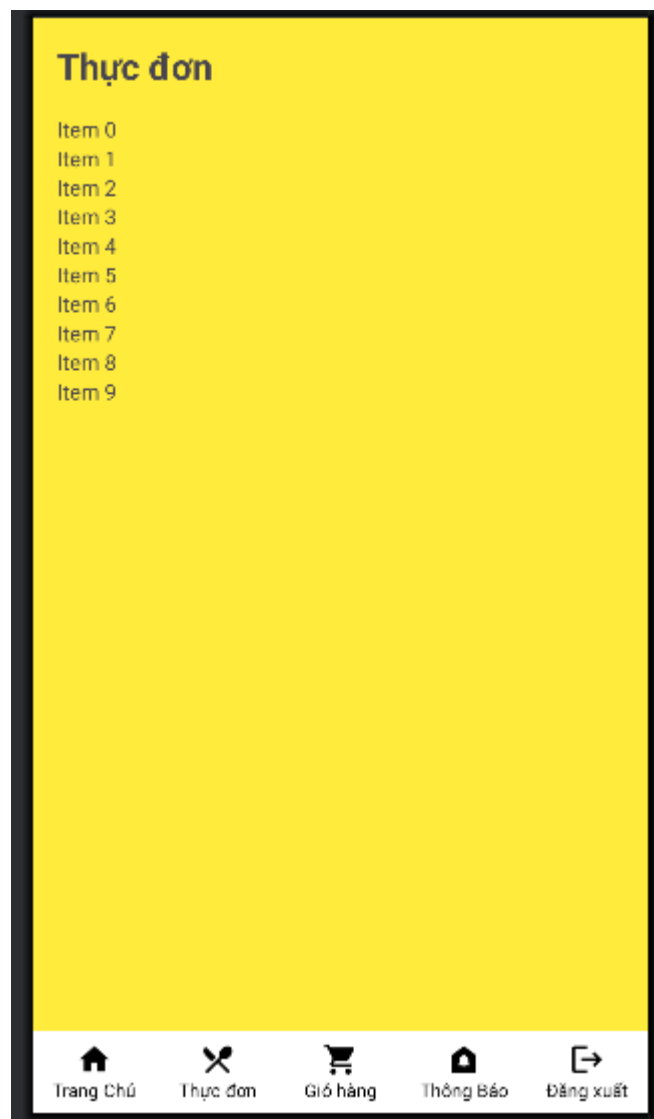 Thực đơn
Item 0
Item 1
Item 2
Item 3
Item 4
Item 5
Item 6
Item 7
Item 8
Item 9
Trang Chủ Thực đơn Giỏ hàng Thông Báo Đăng xuất